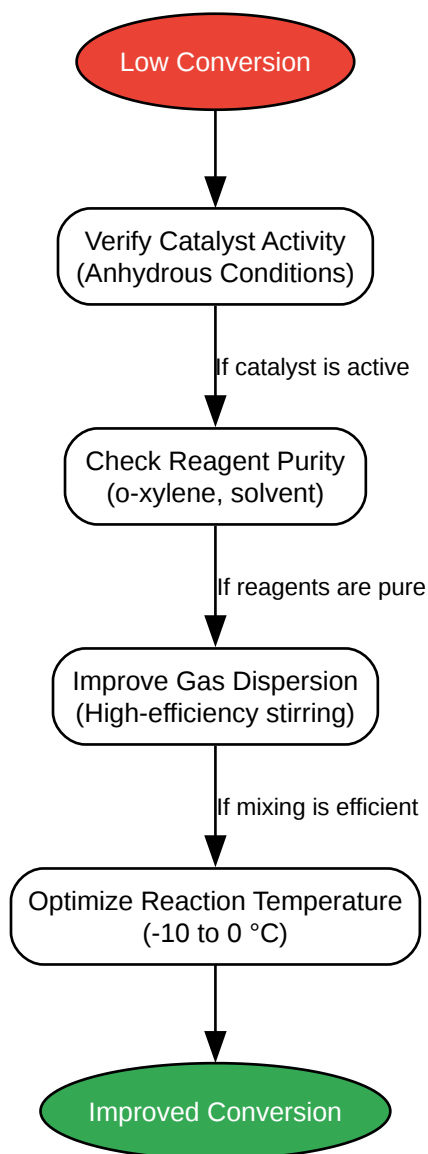 Low Conversion
Verify Catalyst Activity
(Anhydrous Conditions)
If catalyst is active
Check Reagent Purity
(o-xylene, solvent)
If reagents are pure
Improve Gas Dispersion
(High-efficiency stirring)
If mixing is efficient
Optimize Reaction Temperature
(-10 to 0 °C)
Improved Conversion